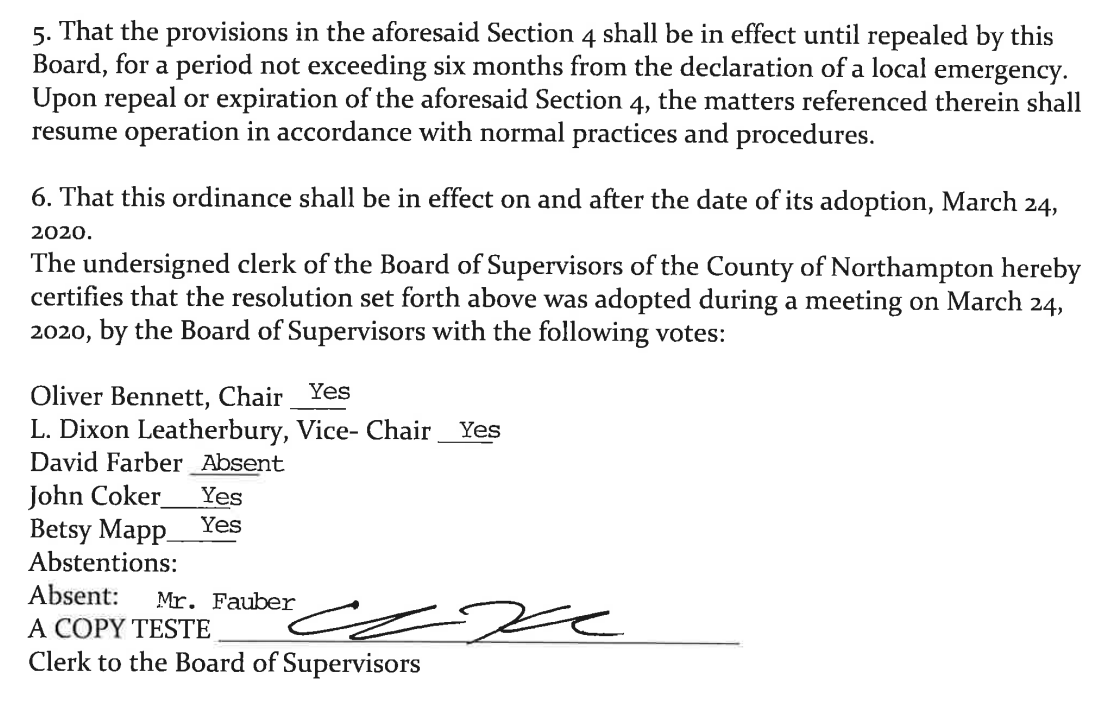 5. That the provisions in the aforesaid Section 4 shall be in effect until repealed by this
Board, for a period not exceeding six months from the declaration of a local emergency.
Upon repeal or expiration of the aforesaid Section 4, the matters referenced therein shall
resume operation in accordance with normal practices and procedures.
6. That this ordinance shall be in effect on and after the date of its adoption, March 24,
2020.
The undersigned clerk of the Board of Supervisors of the County of Northampton hereby
certifies that the resolution set forth above was adopted during a meeting on March 24,
2020, by the Board of Supervisors with the following votes:
Oliver Bennett, Chair Yes
L. Dixon Leatherbury, Vice- Chair Yes
David Farber Absent
John Coker Yes
Betsy Mapp Yes
Abstentions:
Absent: Mr. Fauber
A COPY TESTE
Clerk to the Board of Supervisors